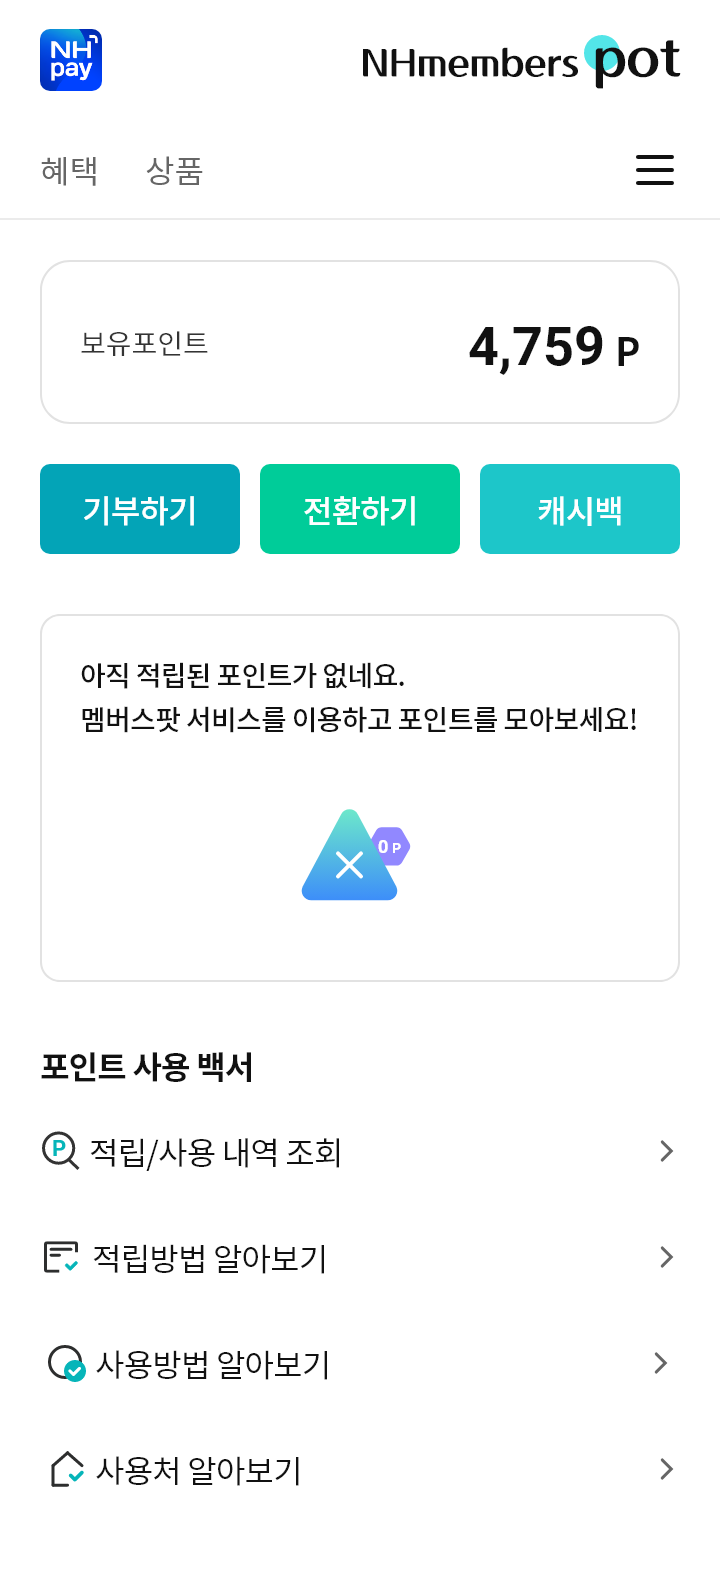 NH
pay
NHmembers pot
혜택 상품
보유포인트 4,759 P
기부하기 전환하기 캐시백
아직 적립된 포인트가 없네요.
멤버스팟 서비스를 이용하고 포인트를 모아보세요!
0 P
포인트 사용 백서
P 적립/사용 내역 조회
적립방법 알아보기
사용방법 알아보기
사용처 알아보기